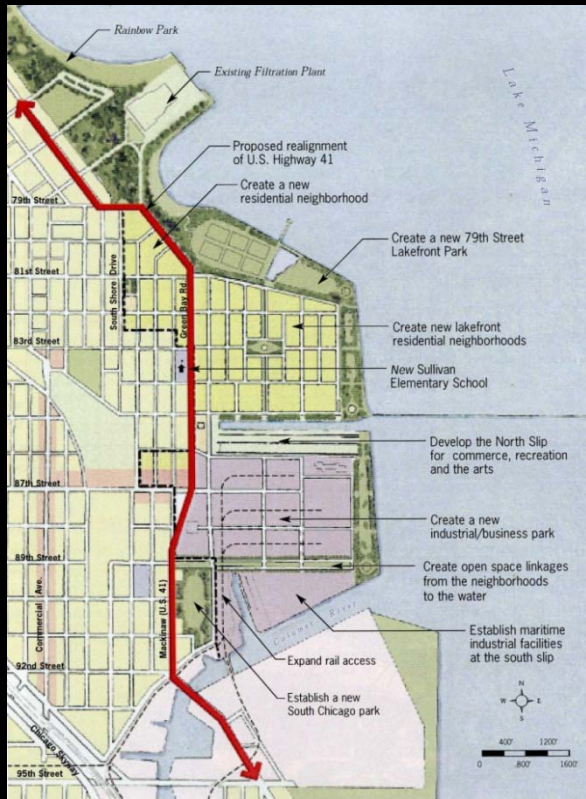 Rainbow Park
Existing Filtration Plant
Lake Michigan
Proposed realignment
of U.S. Highway 41
Create a new
residential neighborhood
79th Street
Create a new 79th Street
Lakefront Park
South Shore Drive
81st Street
Green Bay Rd.
Create new lakefront
residential neighborhoods
83rd Street
New Sullivan
Elementary School
Develop the North Slip
for commerce, recreation
and the arts
87th Street
Create a new
industrial/business park
89th Street
Create open space linkages
from the neighborhoods
to the water
Commercial Ave.
Mackinaw (U.S. 41)
Calumet River
Establish maritime
industrial facilities
at the south slip
92nd Street
Expand rail access
Establish a new
South Chicago park
N
W E
S
Chicago Skyway
400' 1200'
0 800' 1600'
95th Street